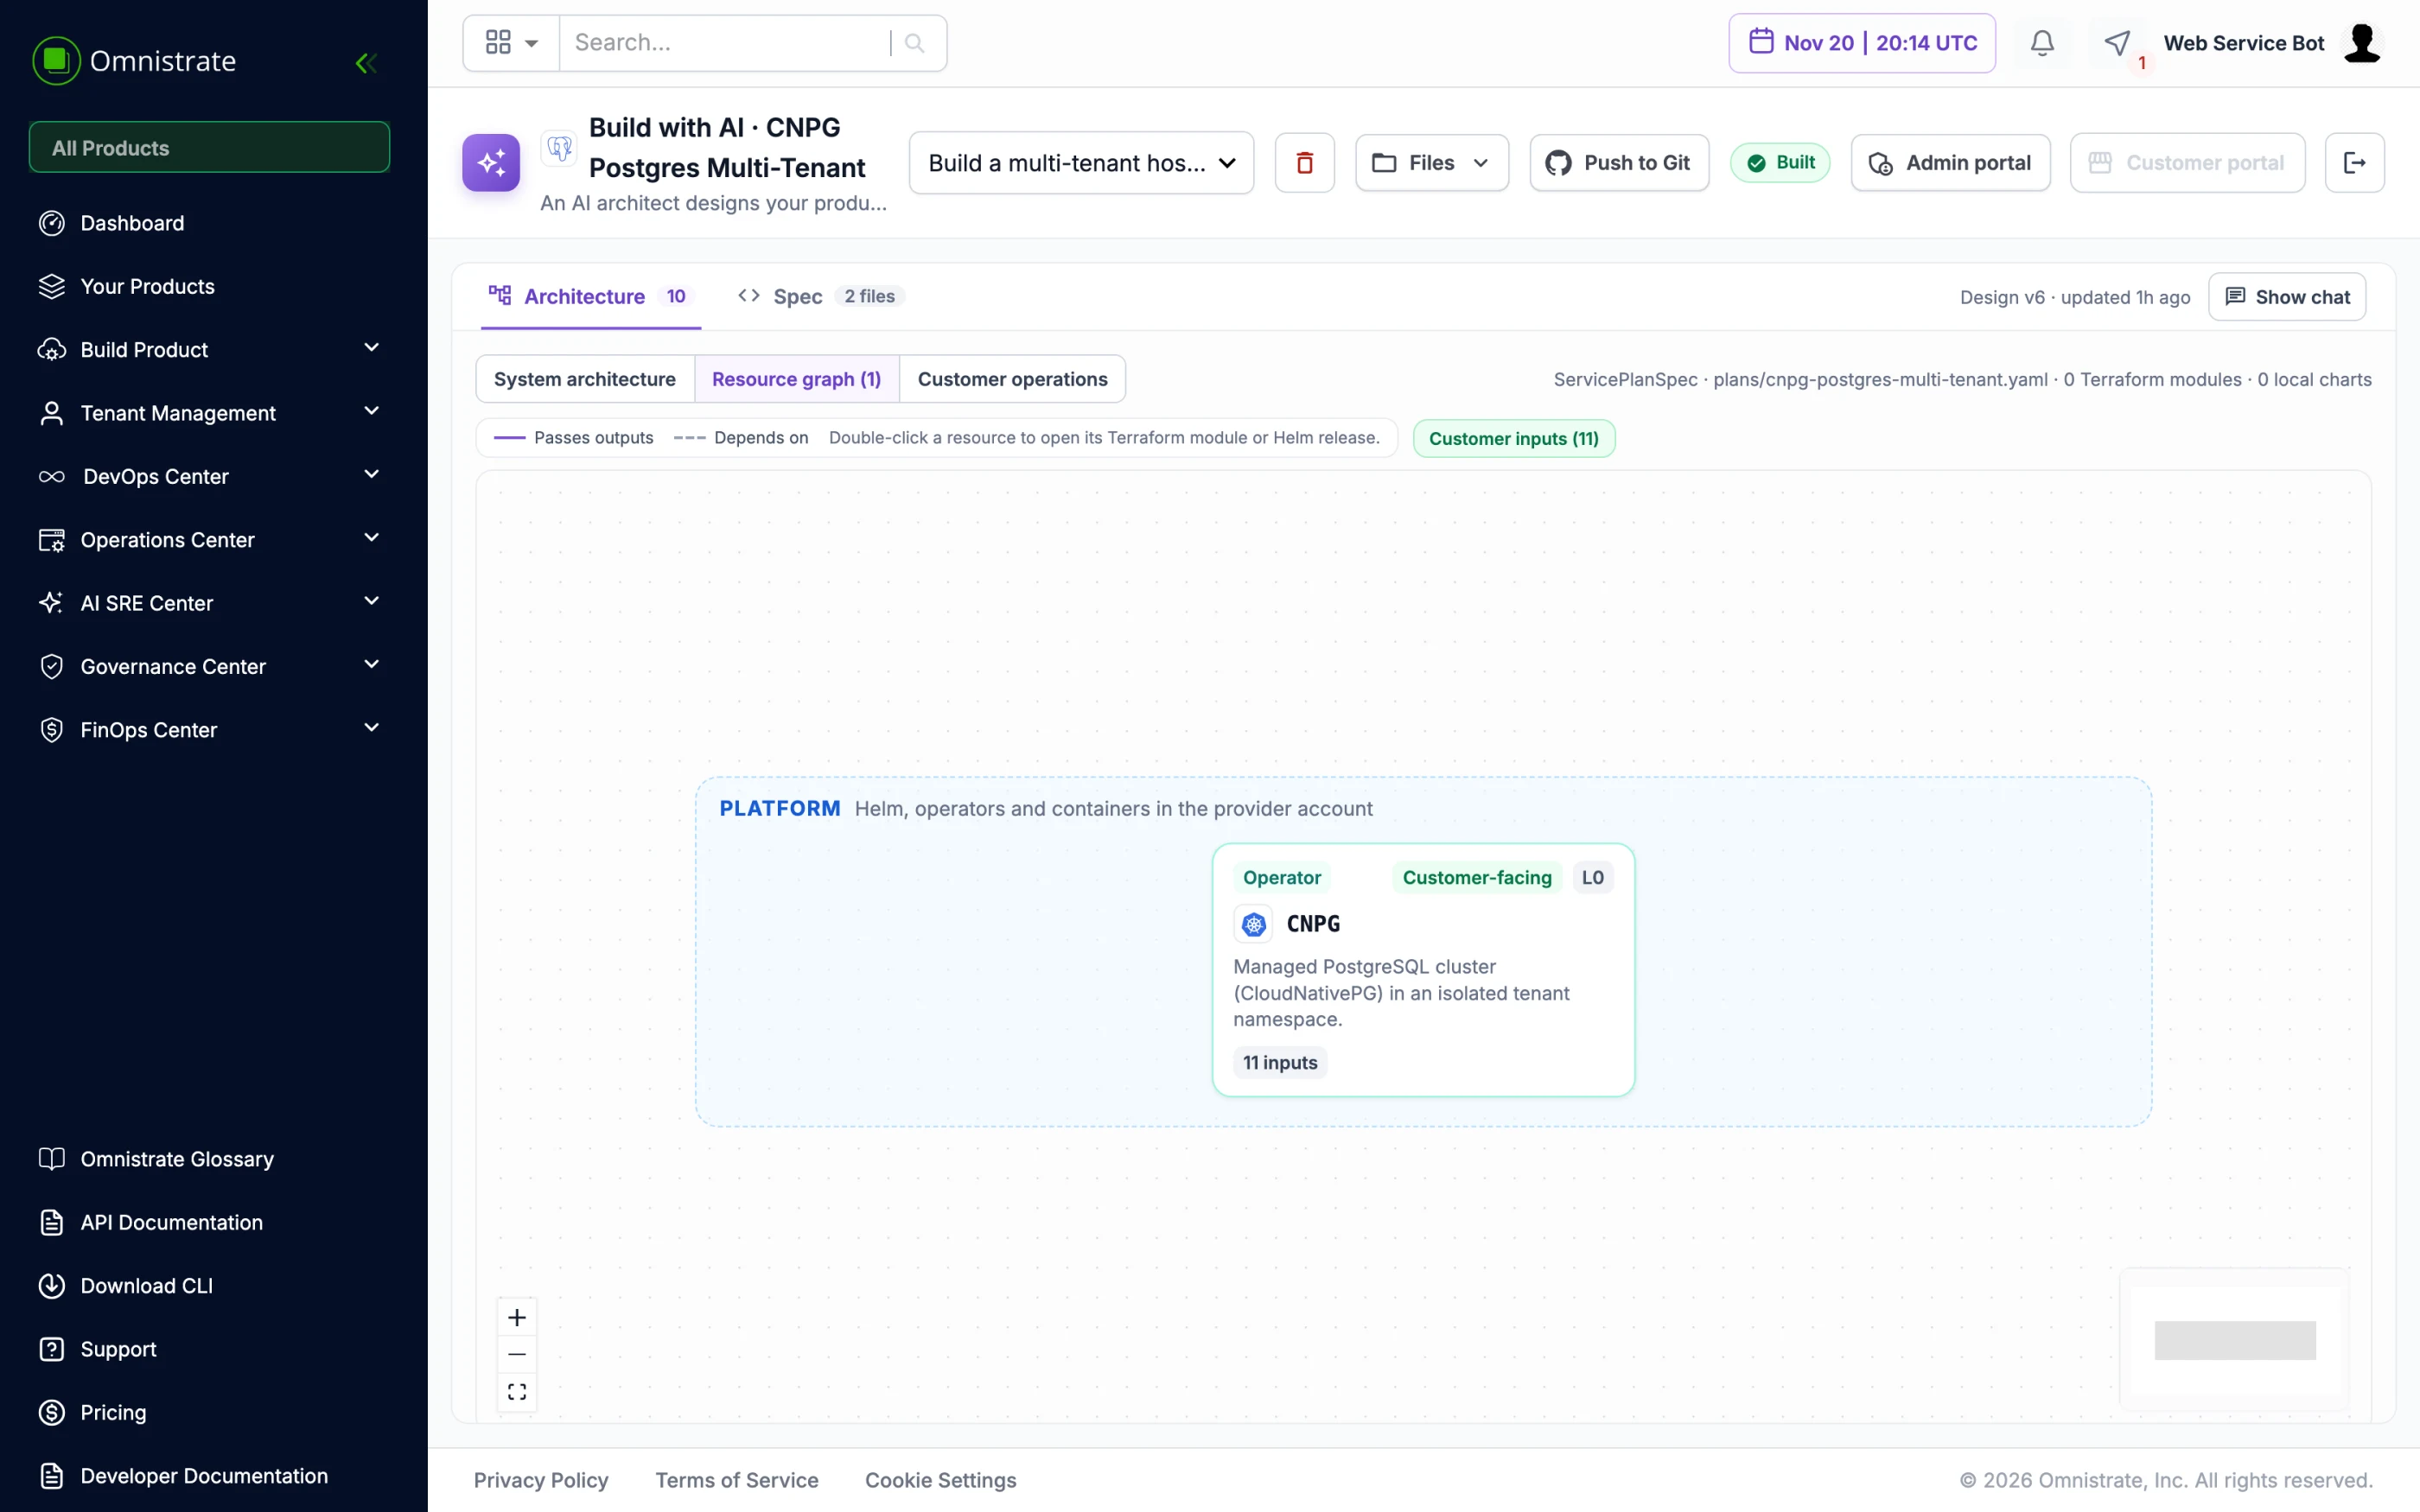 Omnistrate
All Products
Dashboard
Your Products
Build Product
Tenant Management
DevOps Center
Operations Center
AI SRE Center
Governance Center
FinOps Center
Omnistrate Glossary
API Documentation
Download CLI
Support
Pricing
Developer Documentation
Search...
Nov 20 | 20:14 UTC
1
Web Service Bot
Build with AI · CNPG
Postgres Multi-Tenant
An AI architect designs your produ...
Build a multi-tenant hos...
Files
Push to Git
Built
Admin portal
Customer portal
Architecture 10
Spec 2 files
Design v6 · updated 1h ago
Show chat
System architecture
Resource graph (1)
Customer operations
ServicePlanSpec · plans/cnpg-postgres-multi-tenant.yaml · 0 Terraform modules · 0 local charts
Passes outputs
Depends on
Double-click a resource to open its Terraform module or Helm release.
Customer inputs (11)
PLATFORM Helm, operators and containers in the provider account
Operator
Customer-facing
L0
CNPG
Managed PostgreSQL cluster
(CloudNativePG) in an isolated tenant
namespace.
11 inputs
Privacy Policy
Terms of Service
Cookie Settings
© 2026 Omnistrate, Inc. All rights reserved.